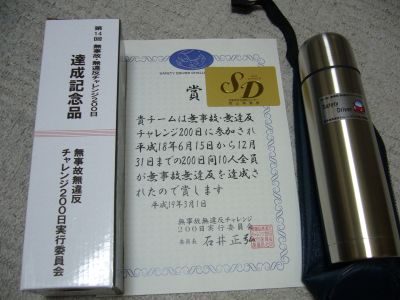 第14回 無事故・無違反チャレンジ200日
達成記念品
無事故無違反
チャレンジ200日実行委員会
SAFETY DRIVER CHALLENGE
賞
SD
貴チームは無事故・無違反
チャレンジ200日に参加され
平成18年6月15日から12
月31日までの200日間10人全員
が無事故無違反を達成さ
れたので賞します
平成19年3月1日
無事故無違反チャレンジ
200日実行委員会
委員長 石井正弘
Safety
Driver